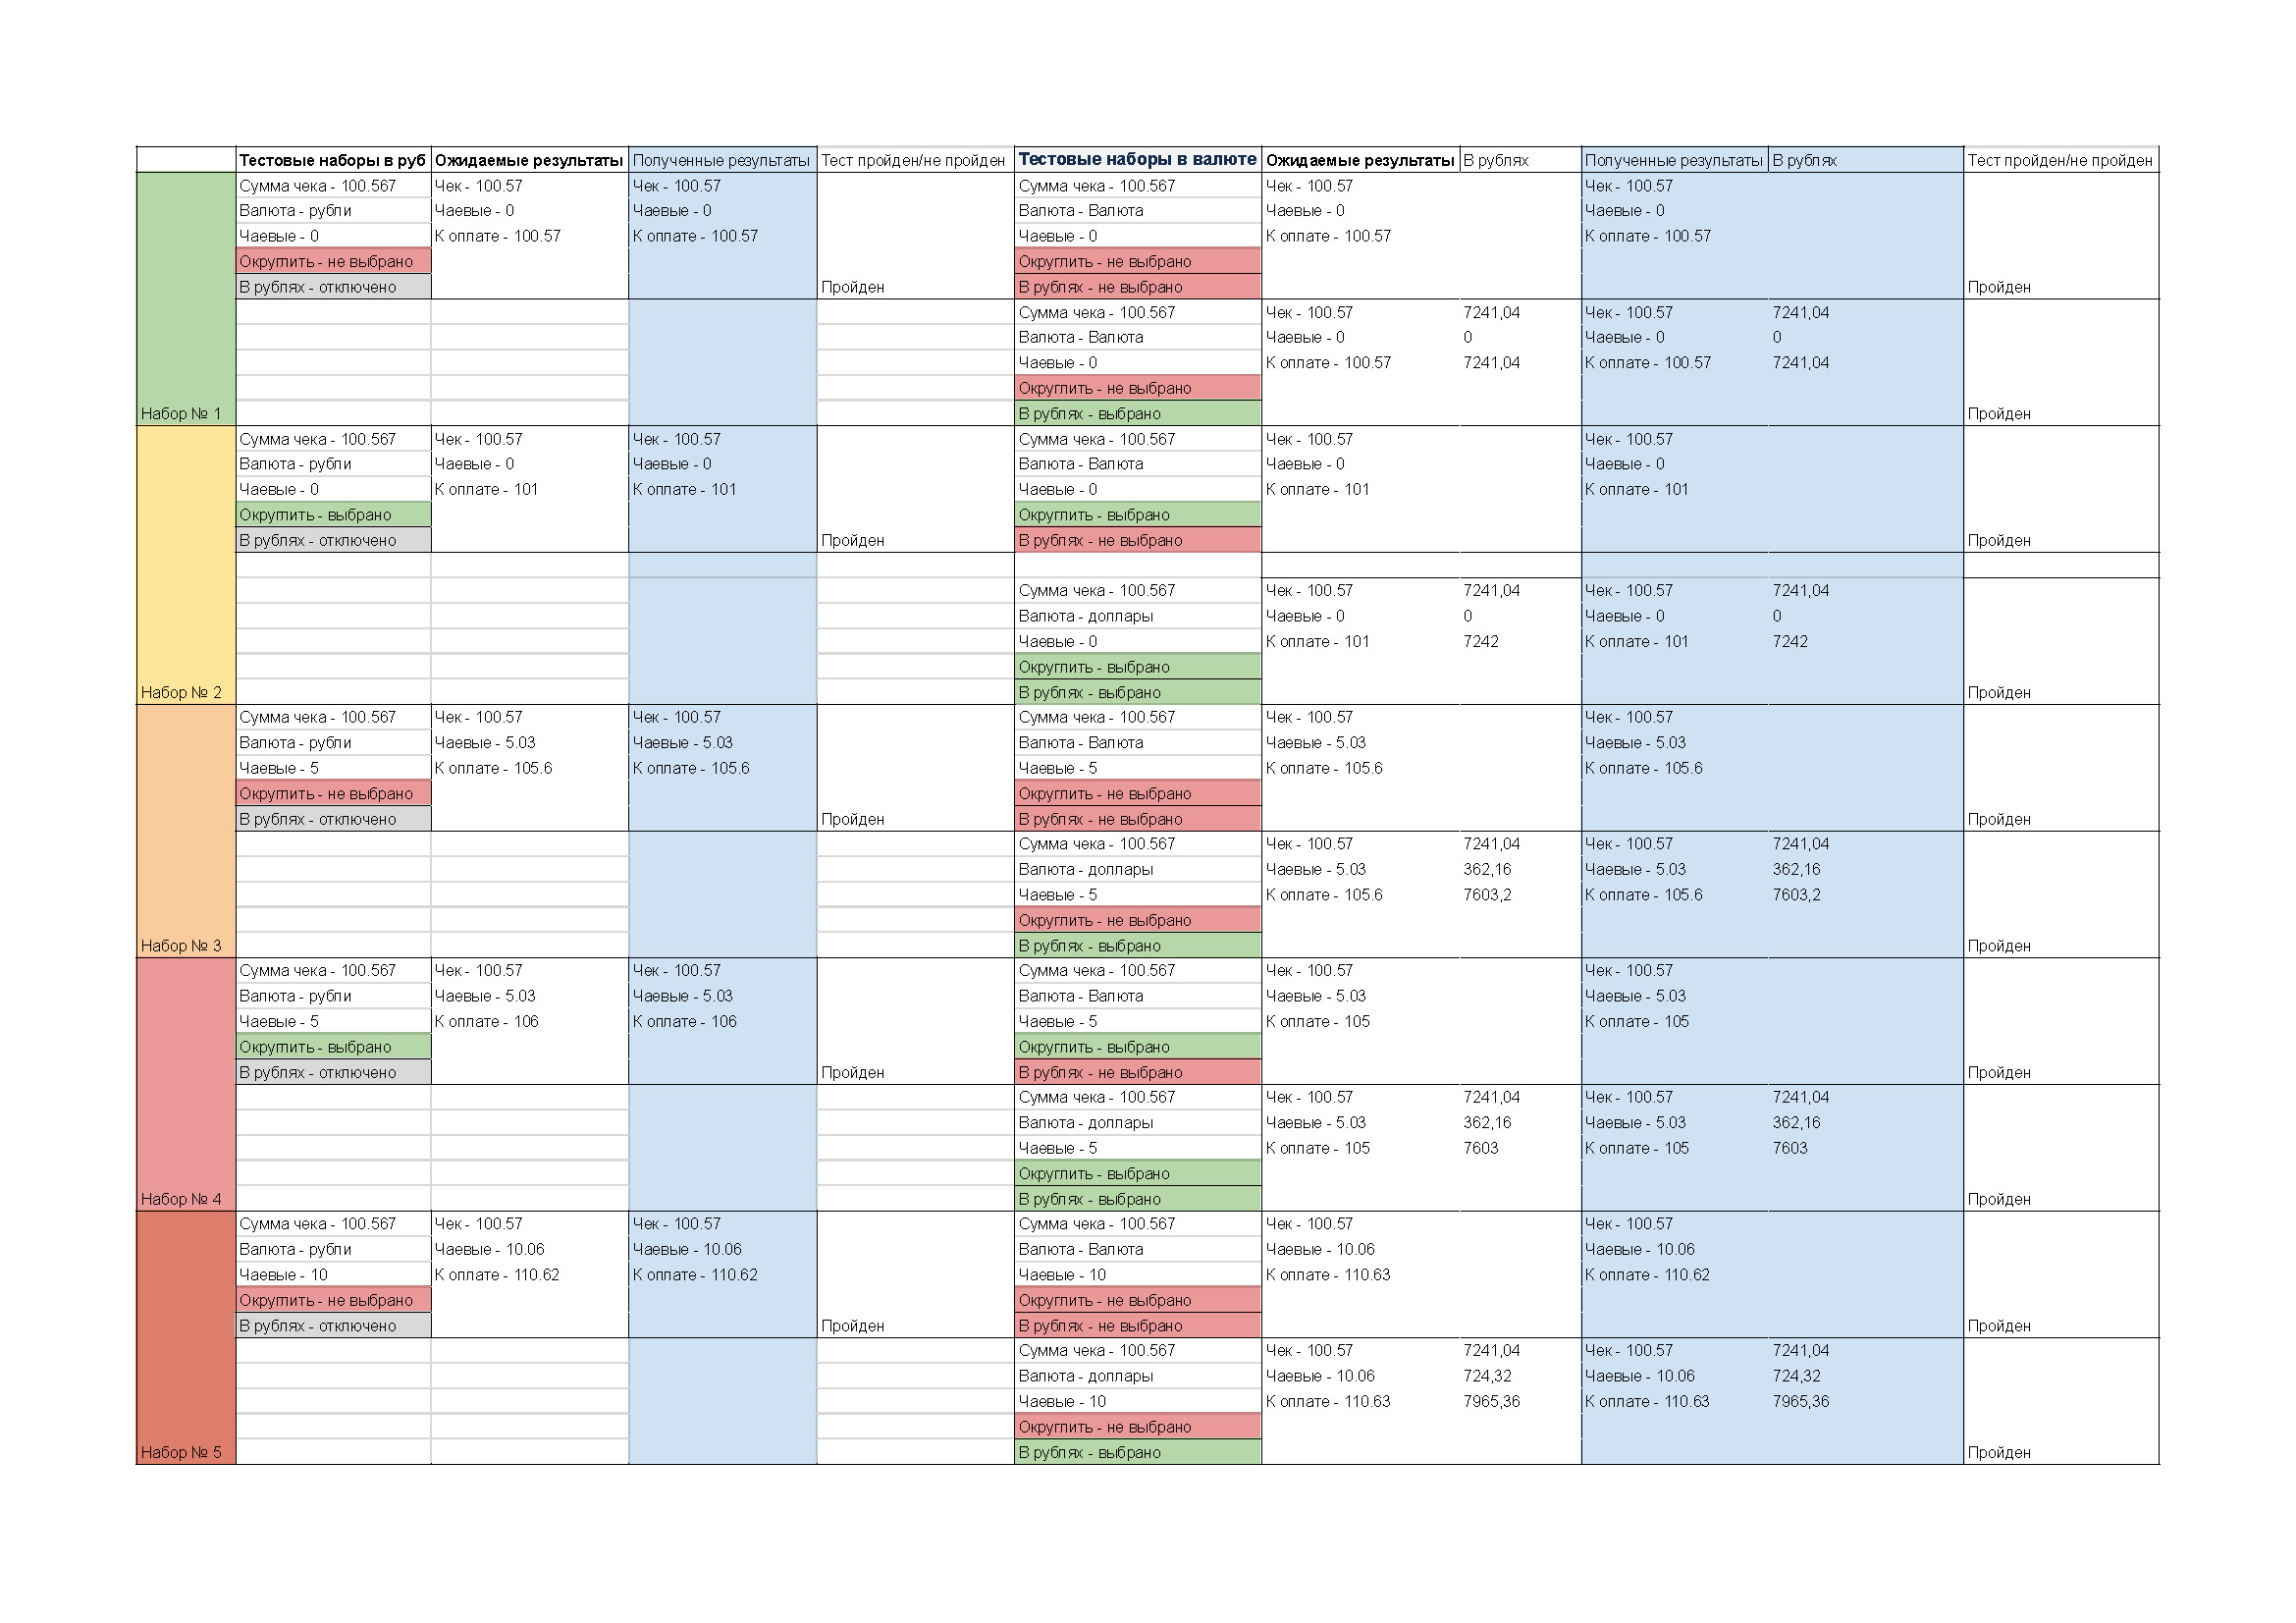 Тестовые наборы в руб Ожидаемые результаты Полученные результаты Тест пройден/не пройден Тестовые наборы в валюте Ожидаемые результаты В рублях Полученные результаты В рублях Тест пройден/не пройден
Сумма чека - 100.567 Чек - 100.57 Чек - 100.57 Сумма чека - 100.567 Чек - 100.57 Чек - 100.57
Валюта - рубли Чаевые - 0 Чаевые - 0 Валюта - Валюта Чаевые - 0 Чаевые - 0
Чаевые - 0 К оплате - 100.57 К оплате - 100.57 Чаевые - 0 К оплате - 100.57 К оплате - 100.57
Округлить - не выбрано Округлить - не выбрано
В рублях - отключено Пройден В рублях - не выбрано Пройден
Сумма чека - 100.567 Чек - 100.57 7241,04 Чек - 100.57 7241,04
Валюта - Валюта Чаевые - 0 0 Чаевые - 0 0
Чаевые - 0 К оплате - 100.57 7241,04 К оплате - 100.57 7241,04
Округлить - не выбрано
Набор № 1 В рублях - выбрано Пройден
Сумма чека - 100.567 Чек - 100.57 Чек - 100.57 Сумма чека - 100.567 Чек - 100.57 Чек - 100.57
Валюта - рубли Чаевые - 0 Чаевые - 0 Валюта - Валюта Чаевые - 0 Чаевые - 0
Чаевые - 0 К оплате - 101 К оплате - 101 Чаевые - 0 К оплате - 101 К оплате - 101
Округлить - выбрано Округлить - выбрано
В рублях - отключено Пройден В рублях - не выбрано Пройден
Сумма чека - 100.567 Чек - 100.57 7241,04 Чек - 100.57 7241,04
Валюта - доллары Чаевые - 0 0 Чаевые - 0 0
Чаевые - 0 К оплате - 101 7242 К оплате - 101 7242
Округлить - выбрано
Набор № 2 В рублях - выбрано Пройден
Сумма чека - 100.567 Чек - 100.57 Чек - 100.57 Сумма чека - 100.567 Чек - 100.57 Чек - 100.57
Валюта - рубли Чаевые - 5.03 Чаевые - 5.03 Валюта - Валюта Чаевые - 5.03 Чаевые - 5.03
Чаевые - 5 К оплате - 105.6 К оплате - 105.6 Чаевые - 5 К оплате - 105.6 К оплате - 105.6
Округлить - не выбрано Округлить - не выбрано
В рублях - отключено Пройден В рублях - не выбрано Пройден
Сумма чека - 100.567 Чек - 100.57 7241,04 Чек - 100.57 7241,04
Валюта - доллары Чаевые - 5.03 362,16 Чаевые - 5.03 362,16
Чаевые - 5 К оплате - 105.6 7603,2 К оплате - 105.6 7603,2
Округлить - не выбрано
Набор № 3 В рублях - выбрано Пройден
Сумма чека - 100.567 Чек - 100.57 Чек - 100.57 Сумма чека - 100.567 Чек - 100.57 Чек - 100.57
Валюта - рубли Чаевые - 5.03 Чаевые - 5.03 Валюта - Валюта Чаевые - 5.03 Чаевые - 5.03
Чаевые - 5 К оплате - 106 К оплате - 106 Чаевые - 5 К оплате - 105 К оплате - 105
Округлить - выбрано Округлить - выбрано
В рублях - отключено Пройден В рублях - не выбрано Пройден
Сумма чека - 100.567 Чек - 100.57 7241,04 Чек - 100.57 7241,04
Валюта - доллары Чаевые - 5.03 362,16 Чаевые - 5.03 362,16
Чаевые - 5 К оплате - 105 7603 К оплате - 105 7603
Округлить - выбрано
Набор № 4 В рублях - выбрано Пройден
Сумма чека - 100.567 Чек - 100.57 Чек - 100.57 Сумма чека - 100.567 Чек - 100.57 Чек - 100.57
Валюта - рубли Чаевые - 10.06 Чаевые - 10.06 Валюта - Валюта Чаевые - 10.06 Чаевые - 10.06
Чаевые - 10 К оплате - 110.62 К оплате - 110.62 Чаевые - 10 К оплате - 110.63 К оплате - 110.62
Округлить - не выбрано Округлить - не выбрано
В рублях - отключено Пройден В рублях - не выбрано Пройден
Сумма чека - 100.567 Чек - 100.57 7241,04 Чек - 100.57 7241,04
Валюта - доллары Чаевые - 10.06 724,32 Чаевые - 10.06 724,32
Чаевые - 10 К оплате - 110.63 7965,36 К оплате - 110.63 7965,36
Округлить - не выбрано
Набор № 5 В рублях - выбрано Пройден